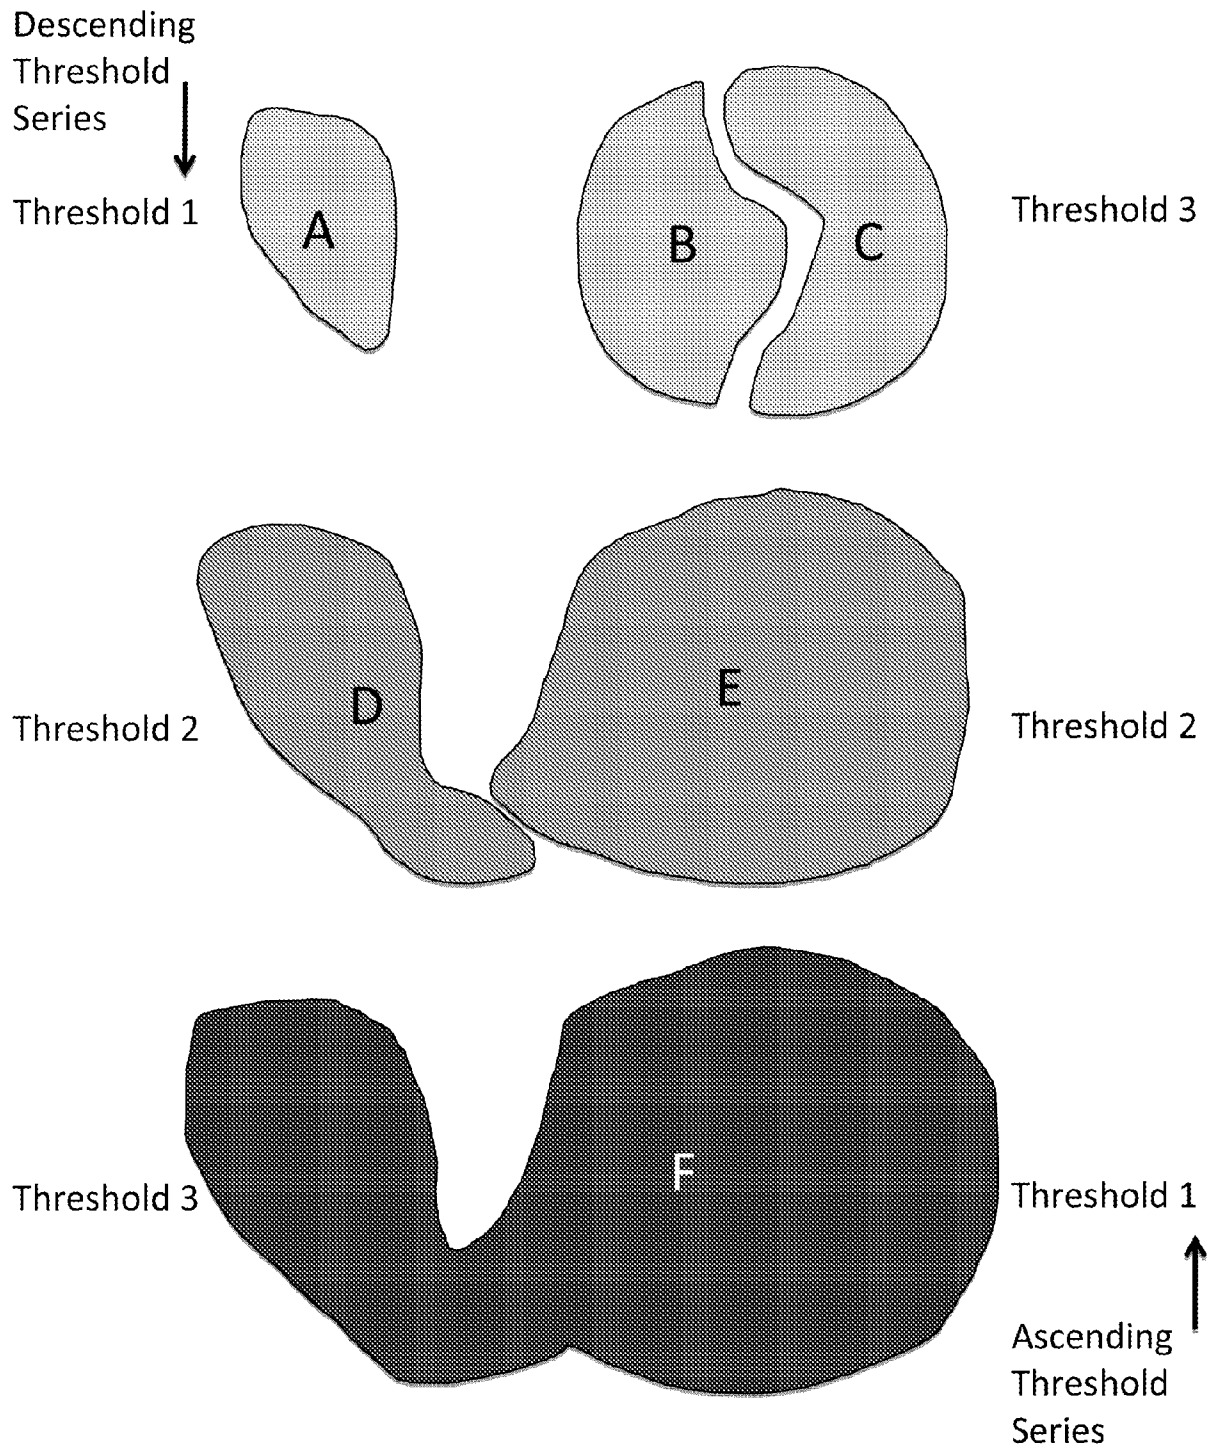 Descending
Threshold
Series
Threshold 1
A
B
C
Threshold 3
D
E
Threshold 2
Threshold 2
F
Threshold 3
Threshold 1
Ascending
Threshold
Series